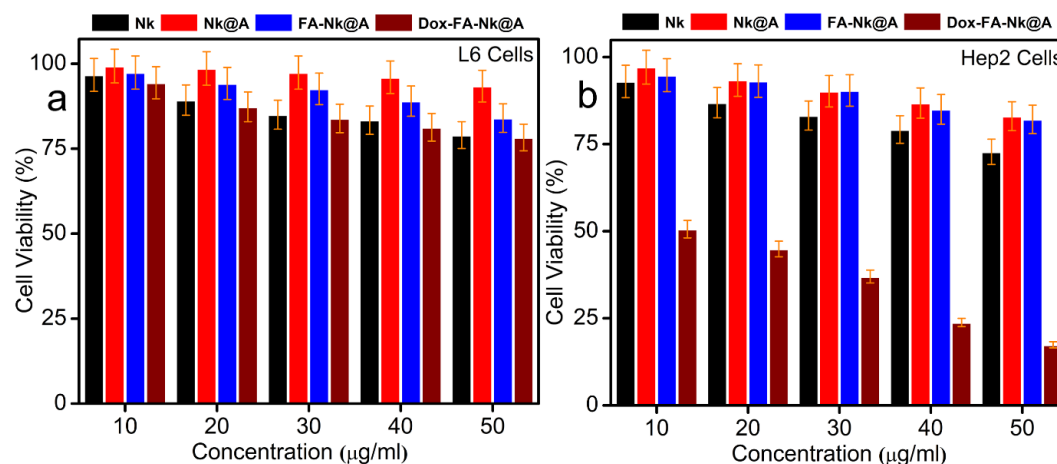 Nk Nk@A FA-Nk@A Dox-FA-Nk@A
L6 Cells
a
Cell Viability (%)
100
75
50
25
0
10 20 30 40 50
Concentration (μg/ml)
Nk Nk@A FA-Nk@A Dox-FA-Nk@A
Hep2 Cells
b
Cell Viability (%)
100
75
50
25
0
10 20 30 40 50
Concentration (μg/ml)